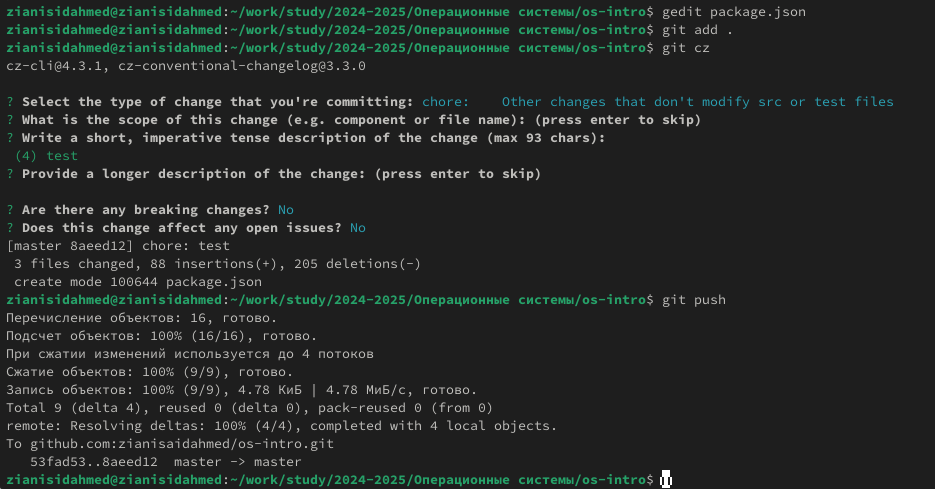 zianisidahmed@zianisidahmed:~/work/study/2024-2025/Операционные системы/os-intro$ gedit package.json
zianisidahmed@zianisidahmed:~/work/study/2024-2025/Операционные системы/os-intro$ git add .
zianisidahmed@zianisidahmed:~/work/study/2024-2025/Операционные системы/os-intro$ git cz
cz-cli@4.3.1, cz-conventional-changelog@3.3.0
? Select the type of change that you're committing: chore:    Other changes that don't modify src or test files
? What is the scope of this change (e.g. component or file name): (press enter to skip)
? Write a short, imperative tense description of the change (max 93 chars):
(4) test
? Provide a longer description of the change: (press enter to skip)
? Are there any breaking changes? No
? Does this change affect any open issues? No
[master 8aeed12] chore: test
3 files changed, 88 insertions(+), 205 deletions(-)
create mode 100644 package.json
zianisidahmed@zianisidahmed:~/work/study/2024-2025/Операционные системы/os-intro$ git push
Перечисление объектов: 16, готово.
Подсчет объектов: 100% (16/16), готово.
При сжатии изменений используется до 4 потоков
Сжатие объектов: 100% (9/9), готово.
Запись объектов: 100% (9/9), 4.78 КиБ | 4.78 МиБ/с, готово.
Total 9 (delta 4), reused 0 (delta 0), pack-reused 0 (from 0)
remote: Resolving deltas: 100% (4/4), completed with 4 local objects.
To github.com:zianisaidahmed/os-intro.git
53fad53..8aeed12  master -> master
zianisidahmed@zianisidahmed:~/work/study/2024-2025/Операционные системы/os-intro$